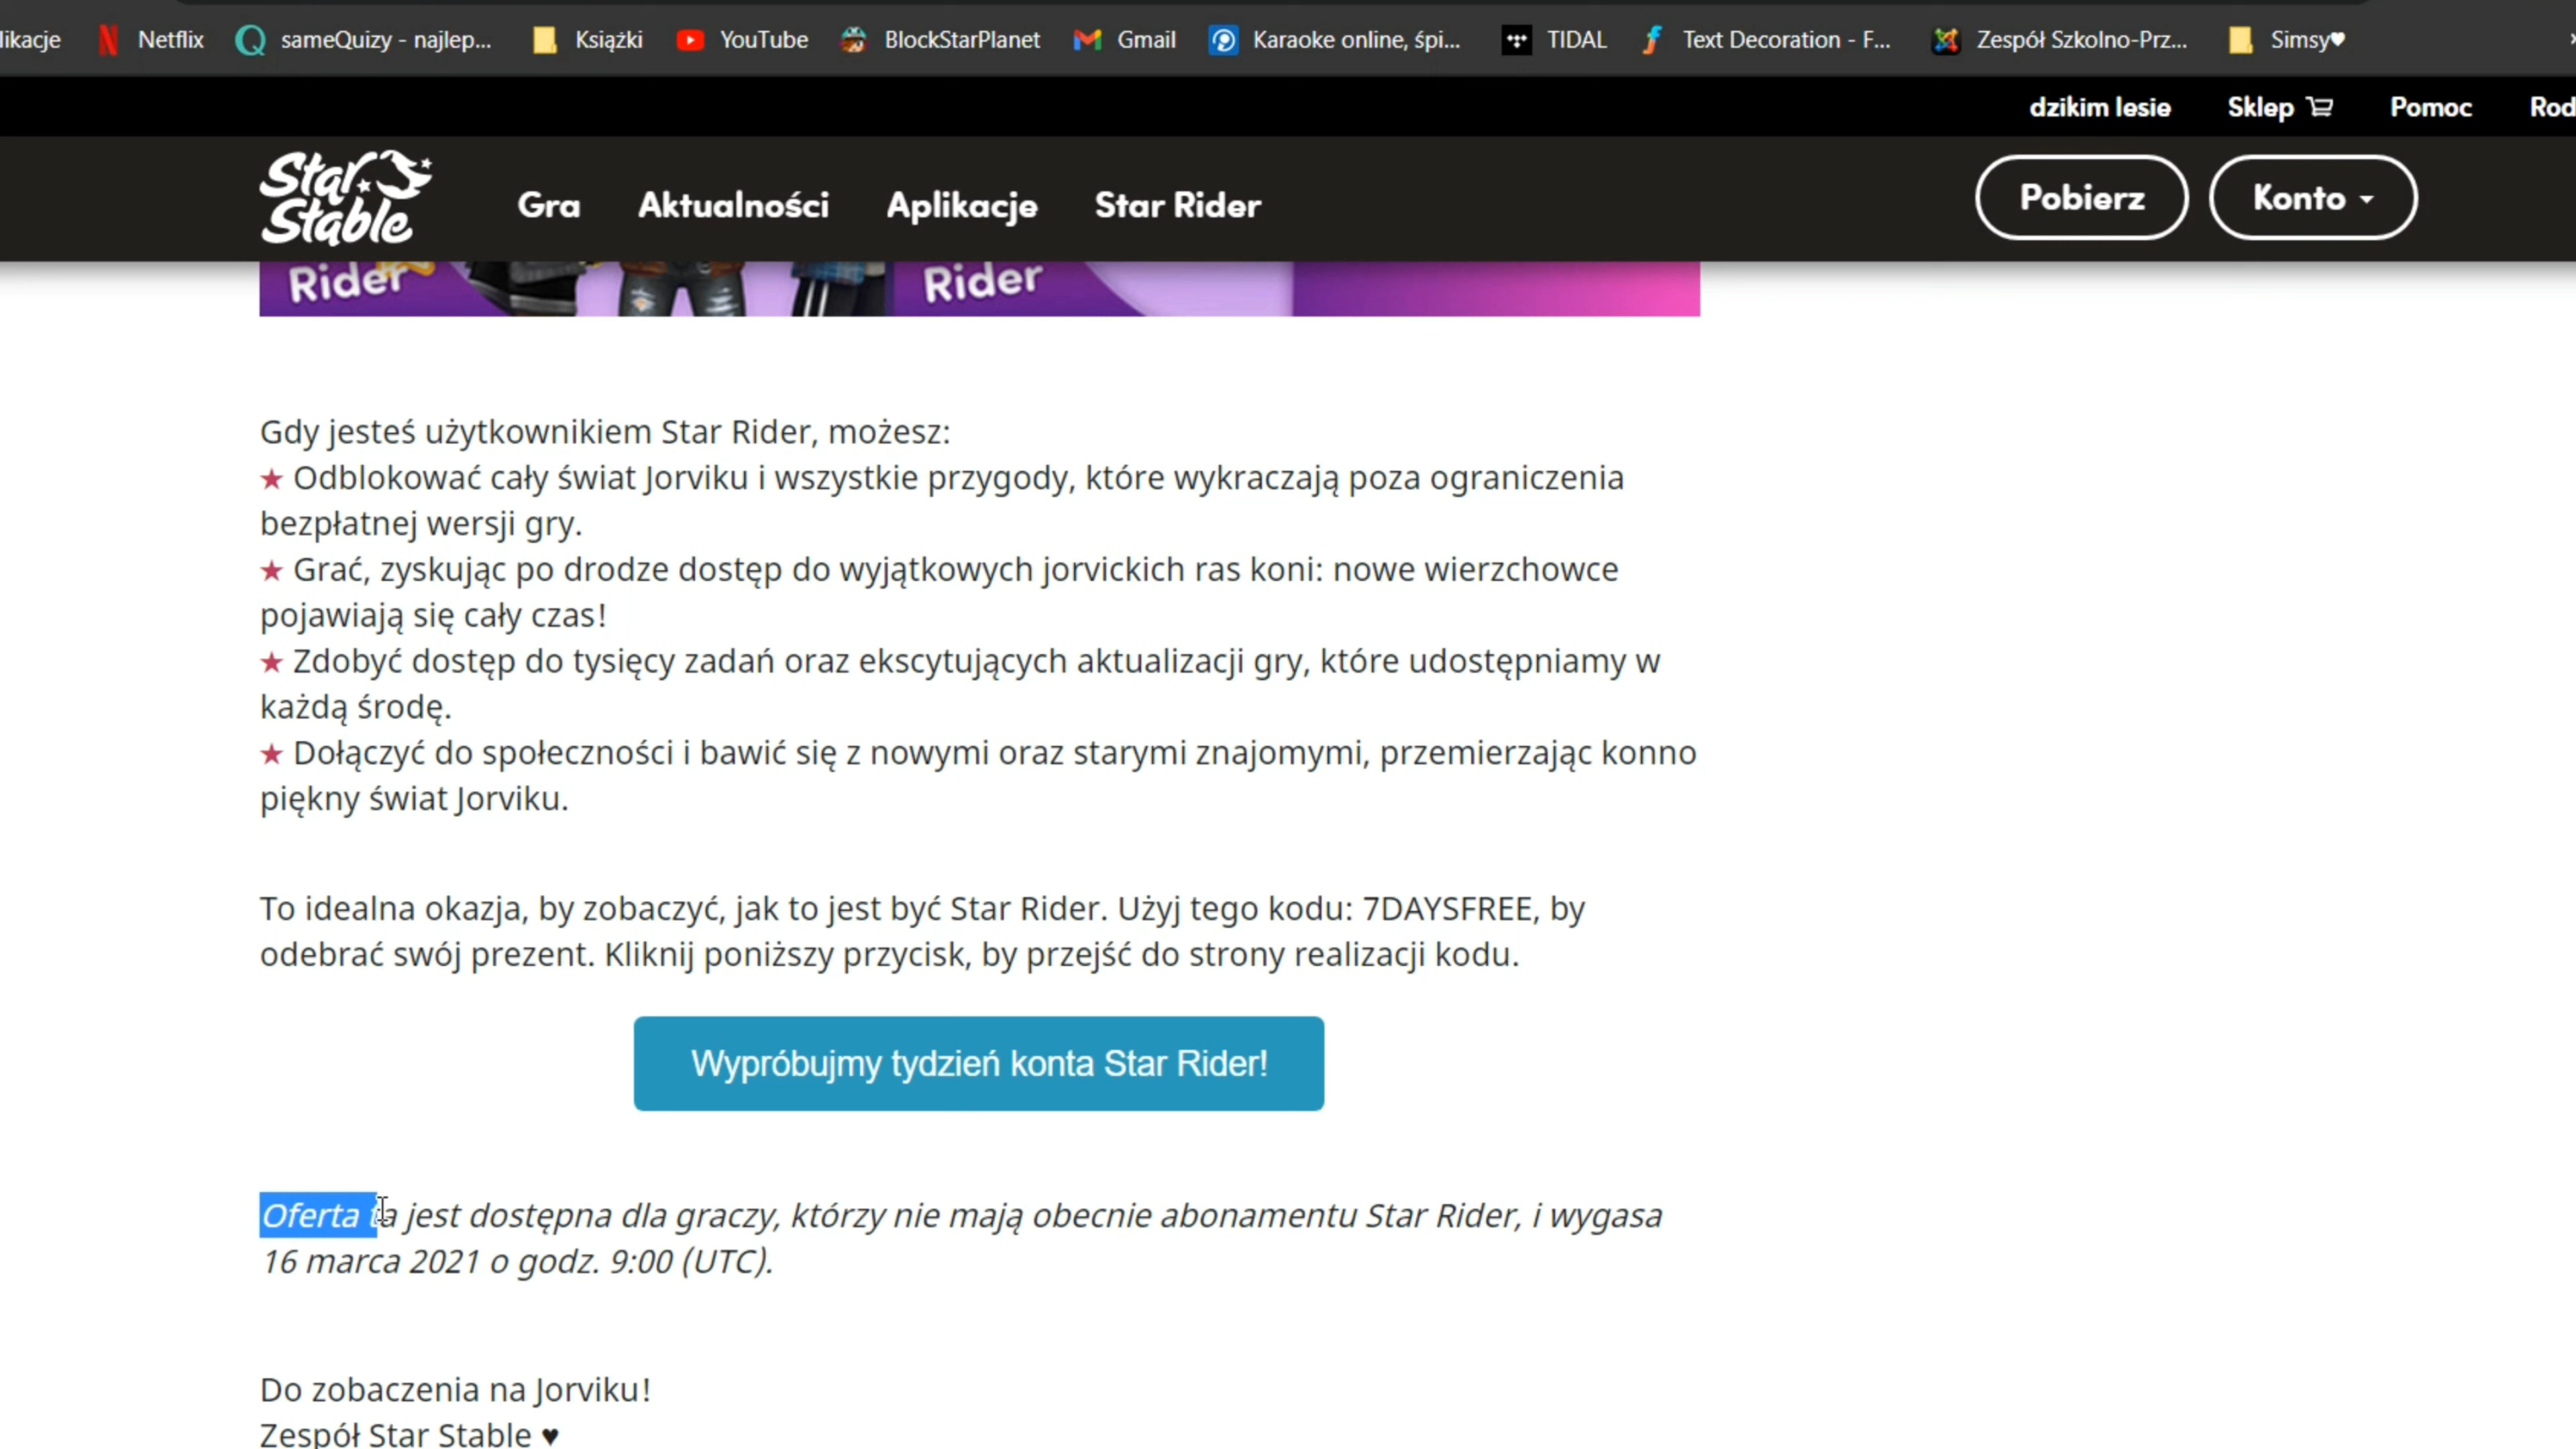 likacje Netflix sameQuizy - najlep... Książki YouTube BlockStarPlanet Gmail Karaoke online, śpi... TIDAL Text Decoration - F... Zespół Szkolno-Prz... Simsy♥
dzikim lesie Sklep Pomoc Rod
Star Stable Gra Aktualności Aplikacje Star Rider Pobierz Konto
Rider Rider
Gdy jesteś użytkownikiem Star Rider, możesz:
★ Odblokować cały świat Jorviku i wszystkie przygody, które wykraczają poza ograniczenia
bezpłatnej wersji gry.
★ Grać, zyskując po drodze dostęp do wyjątkowych jorvickich ras koni: nowe wierzchowce
pojawiają się cały czas!
★ Zdobyć dostęp do tysięcy zadań oraz ekscytujących aktualizacji gry, które udostępniamy w
każdą środę.
★ Dołączyć do społeczności i bawić się z nowymi oraz starymi znajomymi, przemierzając konno
piękny świat Jorviku.
To idealna okazja, by zobaczyć, jak to jest być Star Rider. Użyj tego kodu: 7DAYSFREE, by
odebrać swój prezent. Kliknij poniższy przycisk, by przejść do strony realizacji kodu.
Wypróbujmy tydzień konta Star Rider!
Oferta ta jest dostępna dla graczy, którzy nie mają obecnie abonamentu Star Rider, i wygasa
16 marca 2021 o godz. 9:00 (UTC).
Do zobaczenia na Jorviku!
Zespół Star Stable ♥